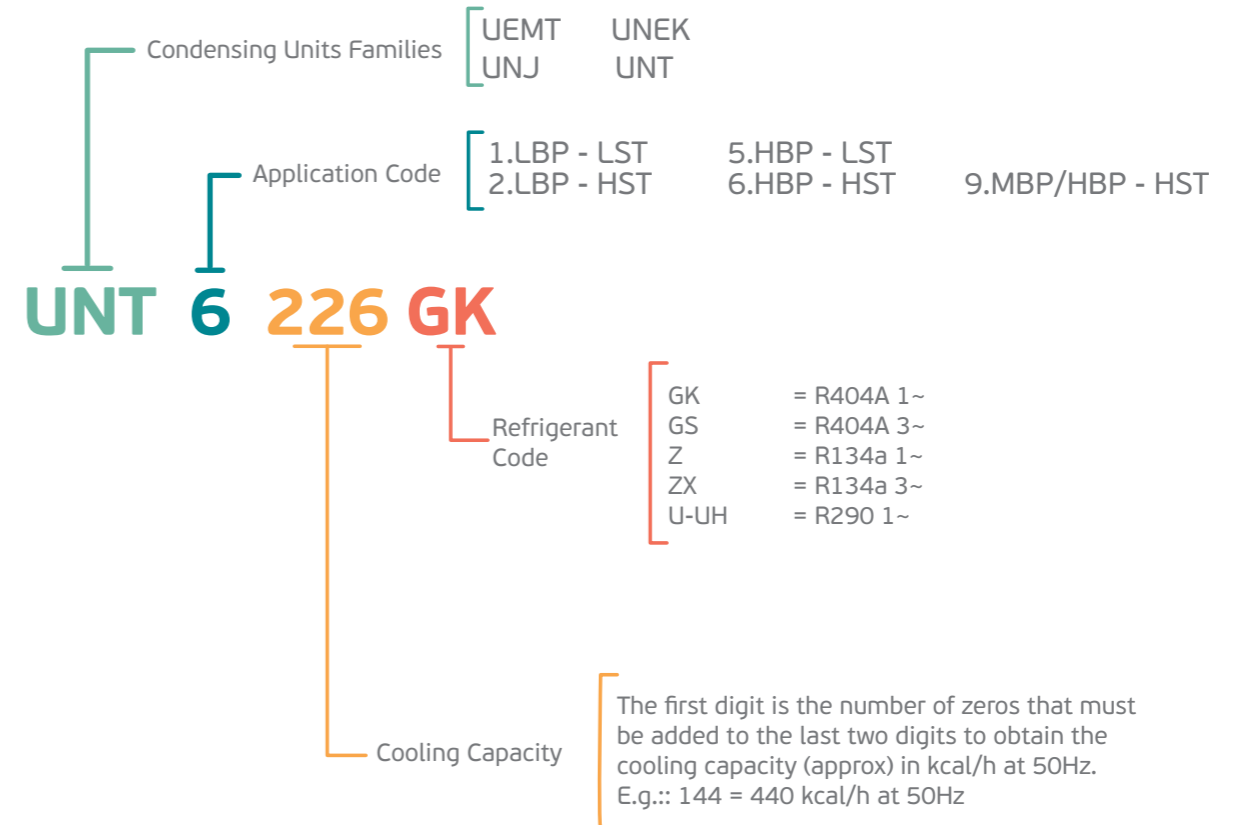 Condensing Units Families
UEMT UNEK
UNJ UNT
Application Code
1.LBP - LST 5.HBP - LST
2.LBP - HST 6.HBP - HST 9.MBP/HBP - HST
UNT 6 226 GK
Refrigerant
Code
GK = R404A 1~
GS = R404A 3~
Z = R134a 1~
ZX = R134a 3~
U-UH = R290 1~
Cooling Capacity
The first digit is the number of zeros that must
be added to the last two digits to obtain the
cooling capacity (approx) in kcal/h at 50Hz.
E.g.:: 144 = 440 kcal/h at 50Hz